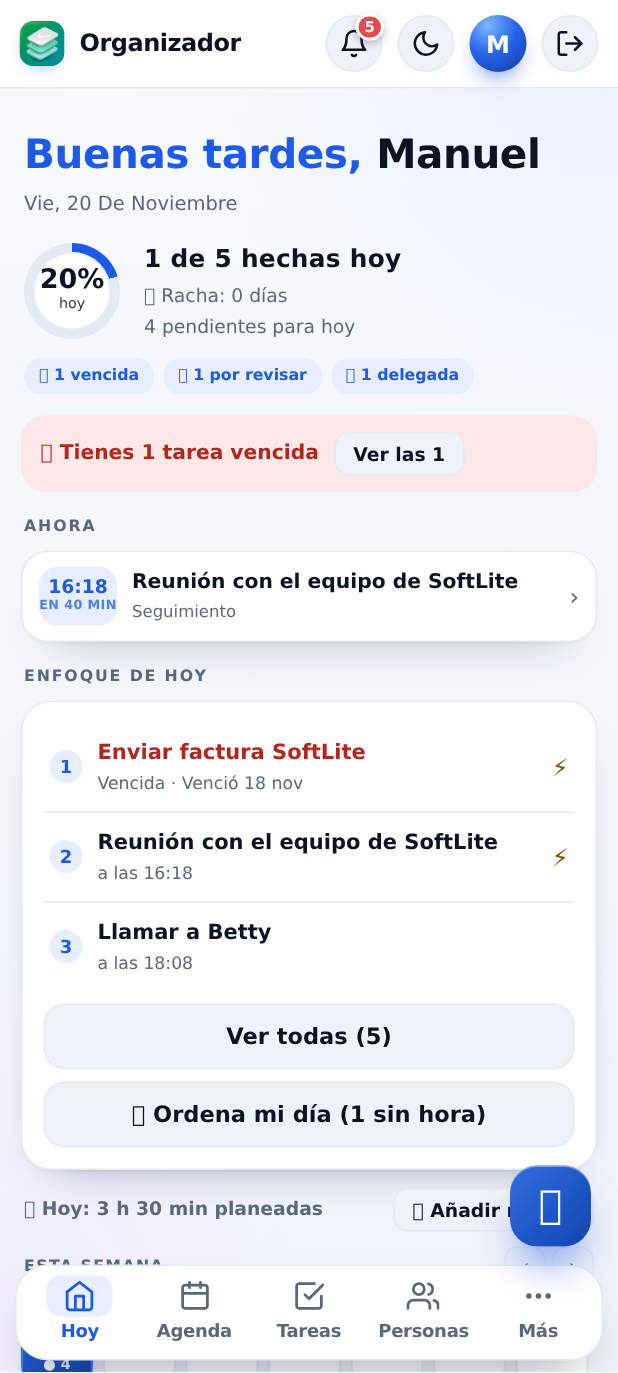 Organizador
5
M
Buenas tardes, Manuel
Vie, 20 De Noviembre
20%
hoy
1 de 5 hechas hoy
Racha: 0 días
4 pendientes para hoy
1 vencida
1 por revisar
1 delegada
Tienes 1 tarea vencida
Ver las 1
AHORA
16:18
EN 40 MIN
Reunión con el equipo de SoftLite
Seguimiento
ENFOQUE DE HOY
1
Enviar factura SoftLite
Vencida · Venció 18 nov
2
Reunión con el equipo de SoftLite
a las 16:18
3
Llamar a Betty
a las 18:08
Ver todas (5)
Ordena mi día (1 sin hora)
Hoy: 3 h 30 min planeadas
Añadir
ESTA SEMANA
Hoy
Agenda
Tareas
Personas
Más
4